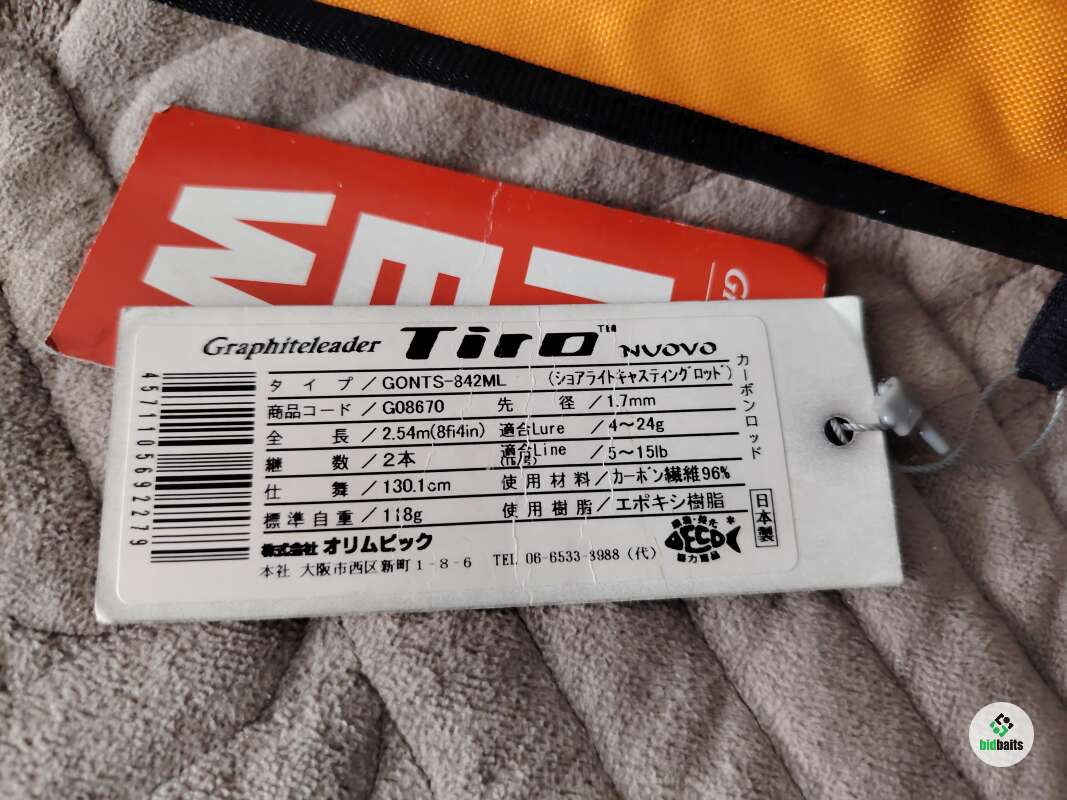 Graphiteleader Tiro™ NUOVO
タイプ／GONTS-842ML (ショアライトキャスティングロッド)
商品コード／G08670 先径／1.7mm
全長／2.54m(8fi4in) 適合Lure／4〜24g
継数／2本 適合Line／5〜15lb
仕舞／130.1cm 使用材料／カーボン繊維96%
標準自重／118g 使用樹脂／エポキシ樹脂
カーボンロッド
日本製
株式会社 オリムピック
本社 大阪市西区新町1-8-6 TEL 06-6533-3988（代）
4571105692279
ECO
bidbaits